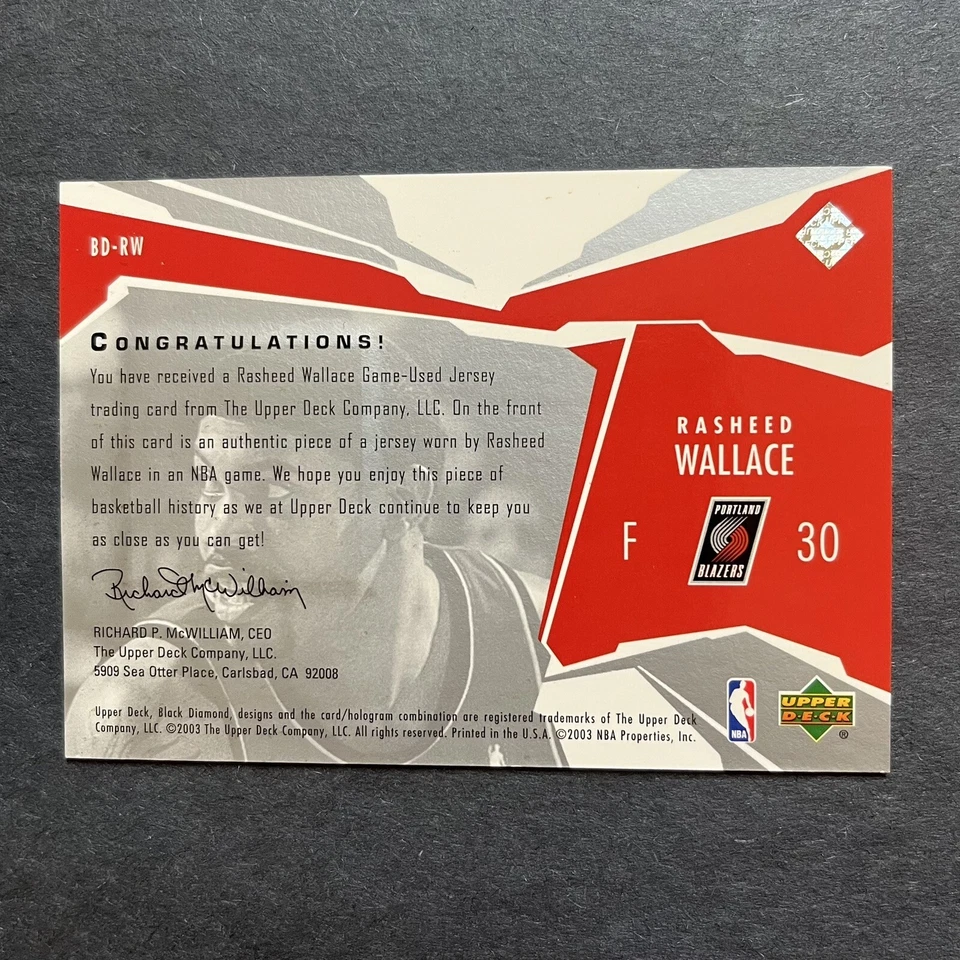 BD-RW
CONGRATULATIONS!
You have received a Rasheed Wallace Game-Used Jersey
trading card from The Upper Deck Company, LLC. On the front
of this card is an authentic piece of a jersey worn by Rasheed
Wallace in an NBA game. We hope you enjoy this piece of
basketball history as we at Upper Deck continue to keep you
as close as you can get!
Richard McWilliam
RICHARD P. McWILLIAM, CEO
The Upper Deck Company, LLC.
5909 Sea Otter Place, Carlsbad, CA 92008
RASHEED
WALLACE
F
PORTLAND
BLAZERS
30
Upper Deck, Black Diamond, designs and the card/hologram combination are registered trademarks of The Upper Deck
Company, LLC. ©2003 The Upper Deck Company, LLC. All rights reserved. Printed in the U.S.A. ©2003 NBA Properties, Inc.
NBA
UPPER
DECK
®